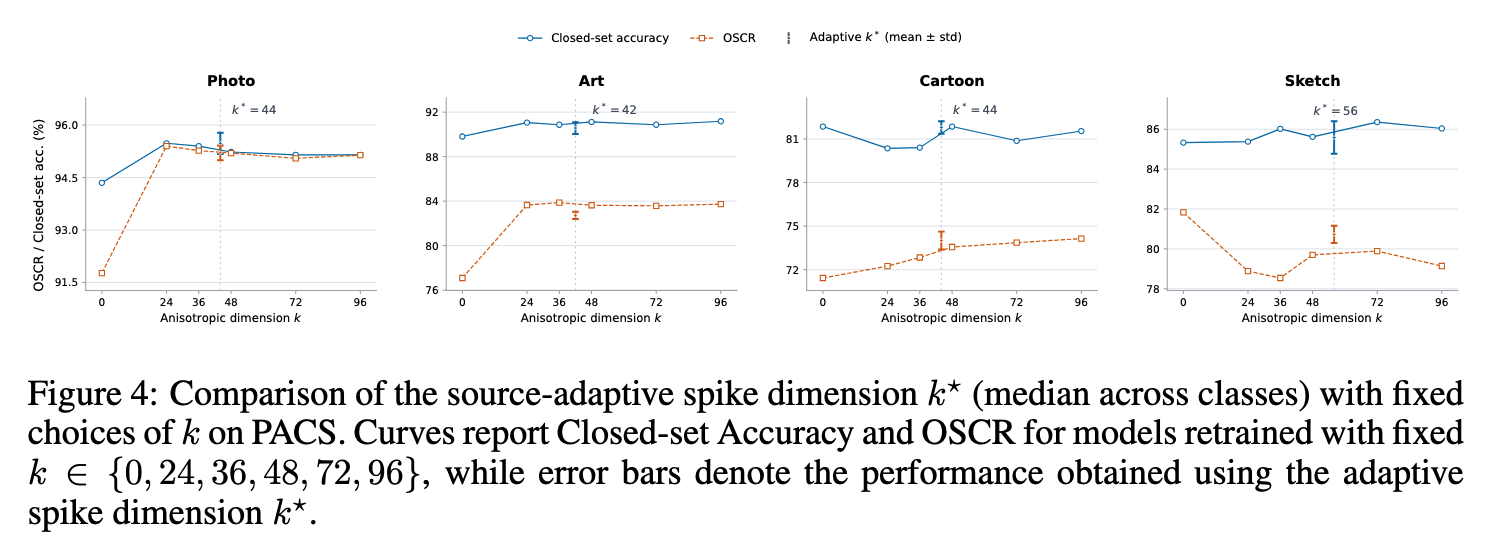 Closed-set accuracy OSCR Adaptive k* (mean ± std)
Photo Art Cartoon Sketch
OSCR / Closed-set acc. (%)
96.0
94.5
93.0
91.5
k* = 44
0 24 36 48 72 96
Anisotropic dimension k
92
88
84
80
76
k* = 42
0 24 36 48 72 96
Anisotropic dimension k
81
78
75
72
k* = 44
0 24 36 48 72 96
Anisotropic dimension k
86
84
82
80
78
k* = 56
0 24 36 48 72 96
Anisotropic dimension k
Figure 4: Comparison of the source-adaptive spike dimension k⋆ (median across classes) with fixed
choices of k on PACS. Curves report Closed-set Accuracy and OSCR for models retrained with fixed
k ∈ {0, 24, 36, 48, 72, 96}, while error bars denote the performance obtained using the adaptive
spike dimension k⋆.